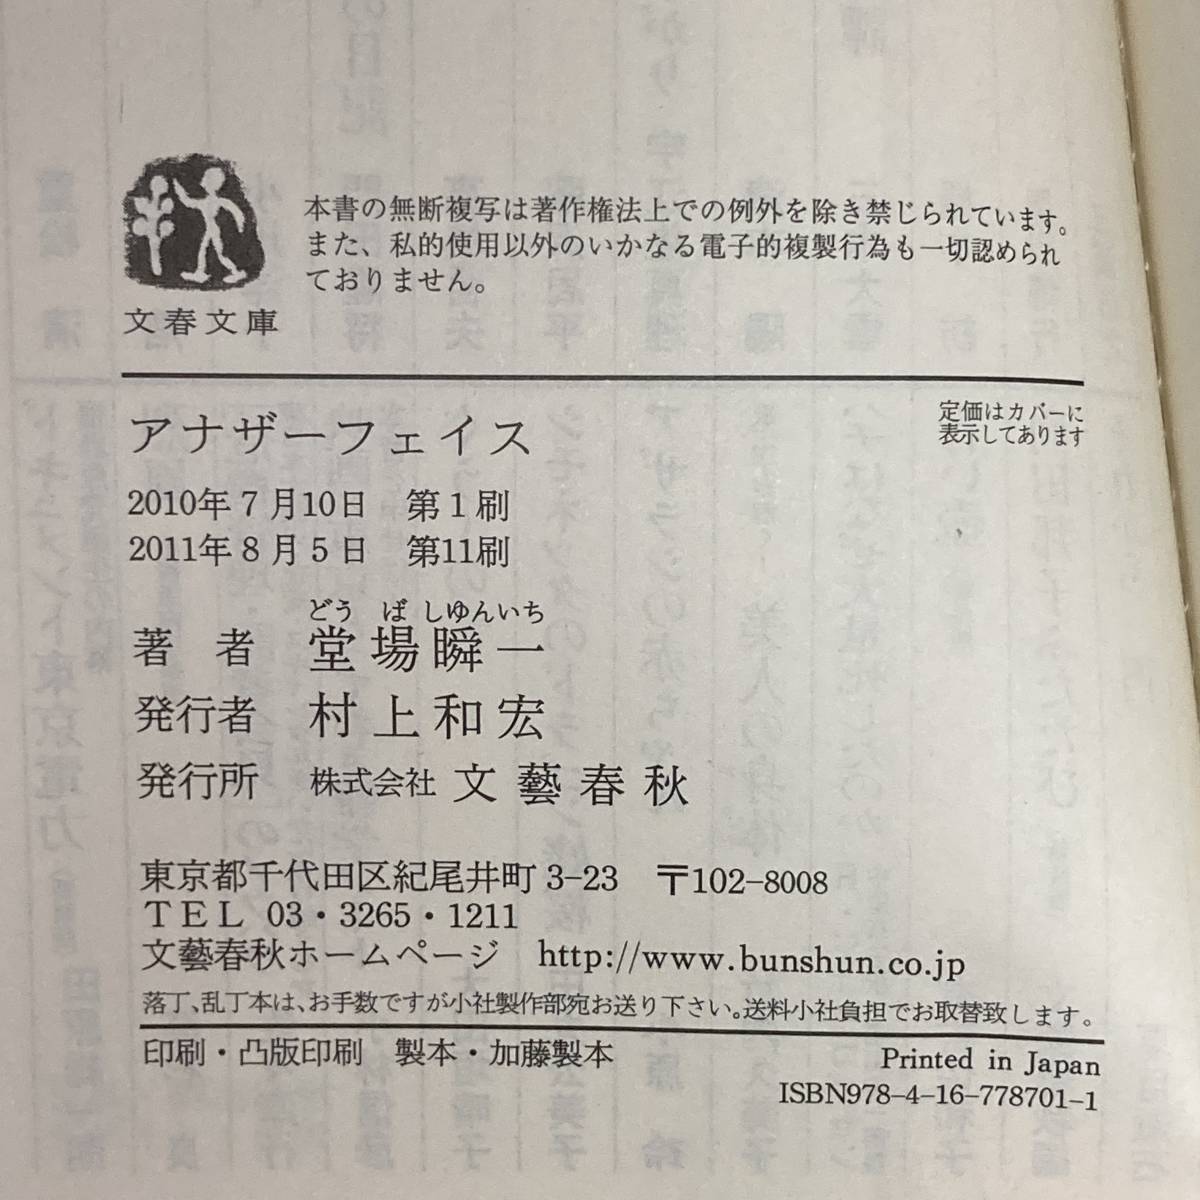 本書の無断複写は著作権法上での例外を除き禁じられています。
また、私的使用以外のいかなる電子的複製行為も一切認められ
ておりません。
文春文庫
アナザーフェイス
定価はカバーに
表示してあります
2010年7月10日　第1刷
2011年8月5日　第11刷
どう ば しゆんいち
著　者　堂場瞬一
発行者　村上和宏
発行所　株式会社 文藝春秋
東京都千代田区紀尾井町 3-23　〒102-8008
TEL 03・3265・1211
文藝春秋ホームページ　http://www.bunshun.co.jp
落丁、乱丁本は、お手数ですが小社製作部宛お送り下さい。送料小社負担でお取替致します。
印刷・凸版印刷　製本・加藤製本
Printed in Japan
ISBN978-4-16-778701-1